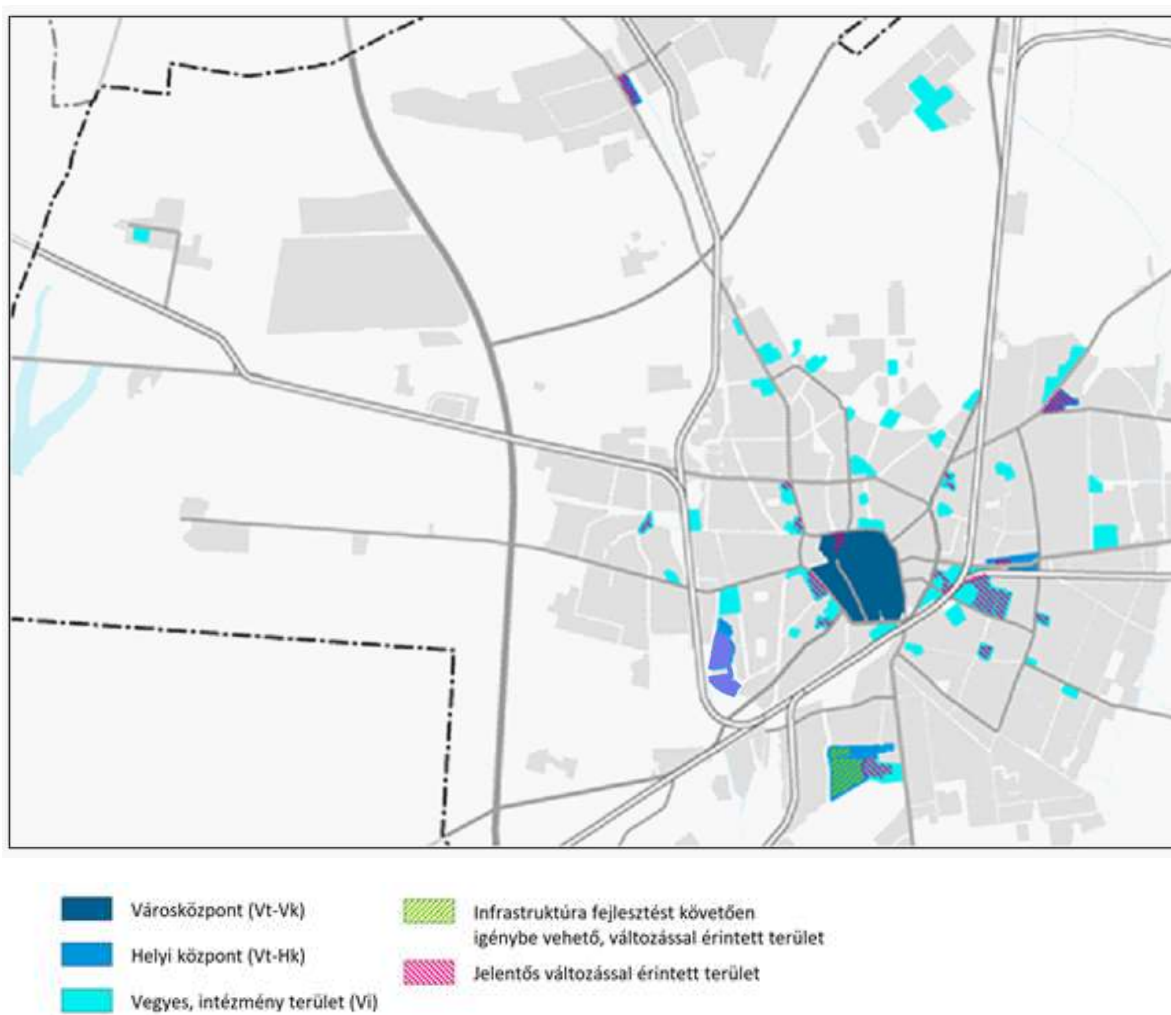 Városközpont (Vt-Vk)
Helyi központ (Vt-Hk)
Vegyes, intézmény terület (Vi)
Infrastruktúra fejlesztést követően
igénybe vehető, változással érintett terület
Jelentős változással érintett terület